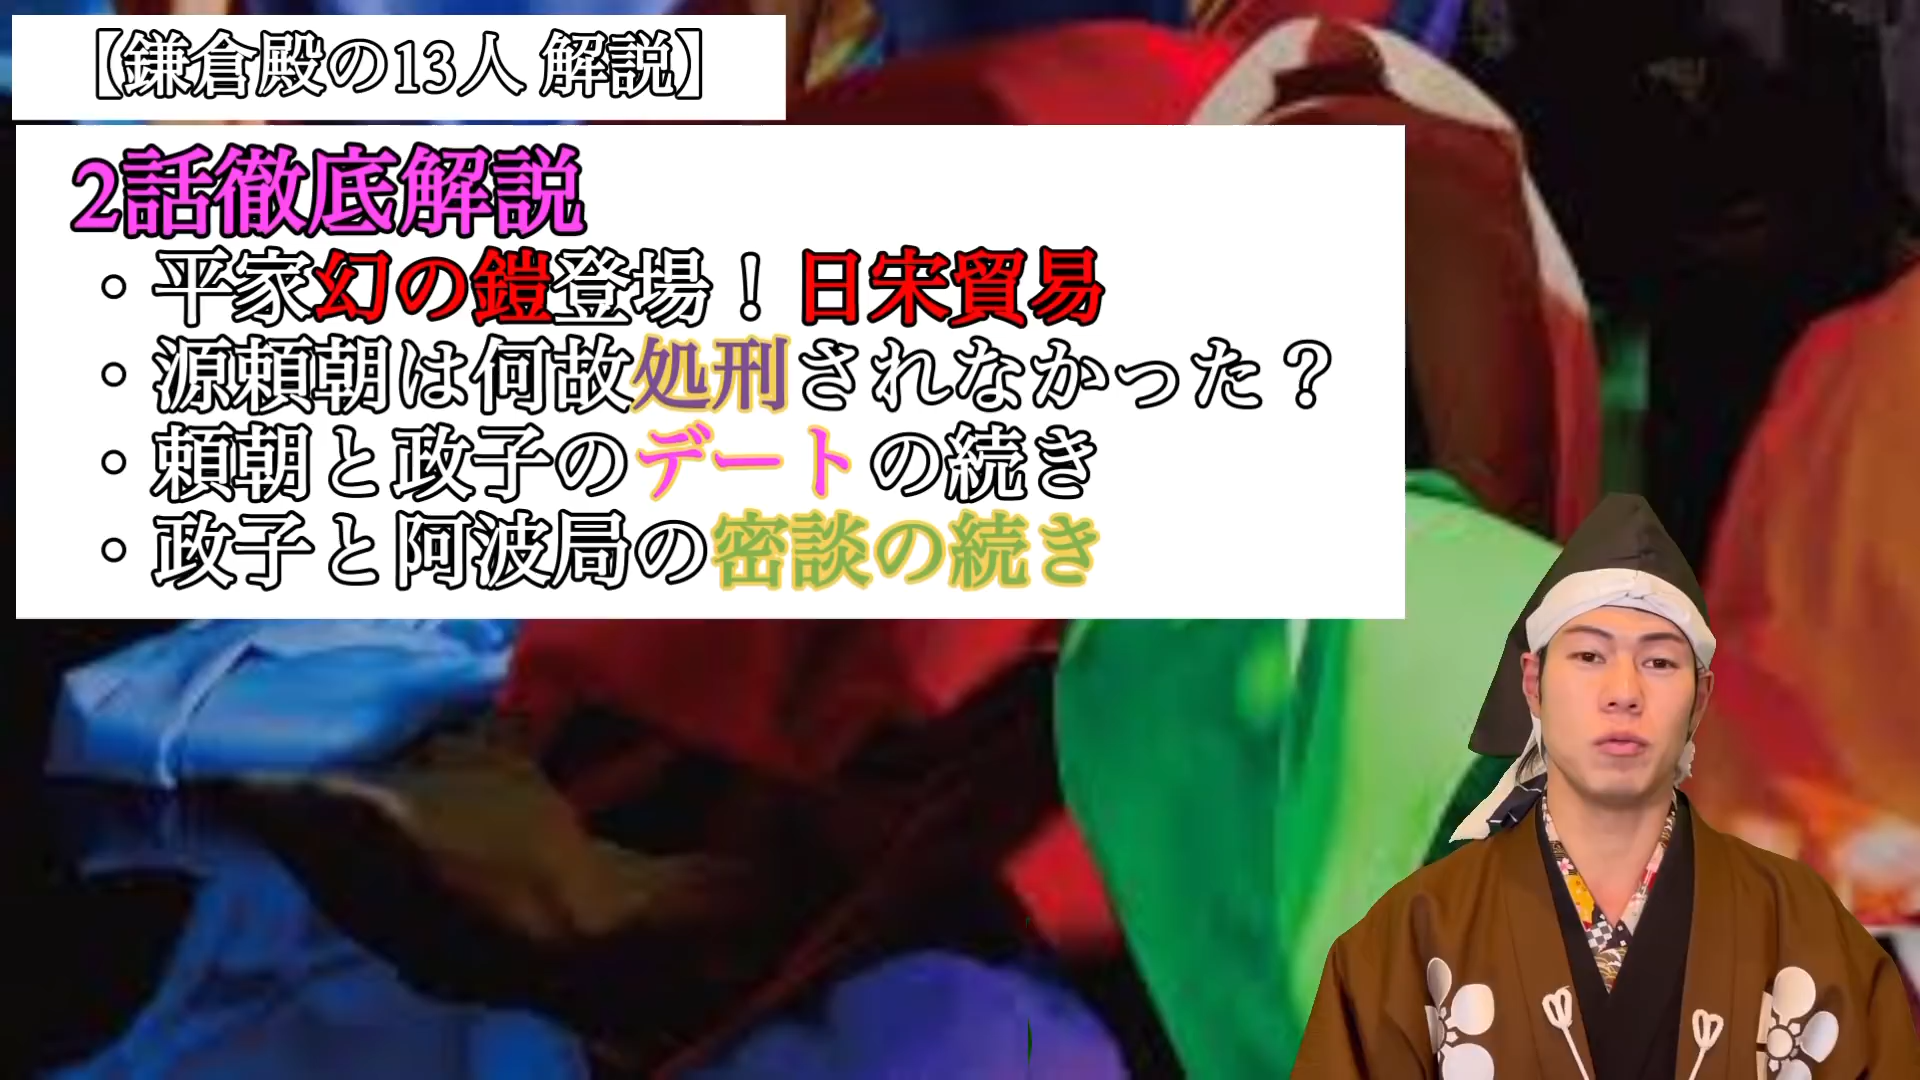 【鎌倉殿の13人 解説】
2話徹底解説
・平家幻の鎧登場！日宋貿易
・源頼朝は何故処刑されなかった？
・頼朝と政子のデートの続き
・政子と阿波局の密談の続き